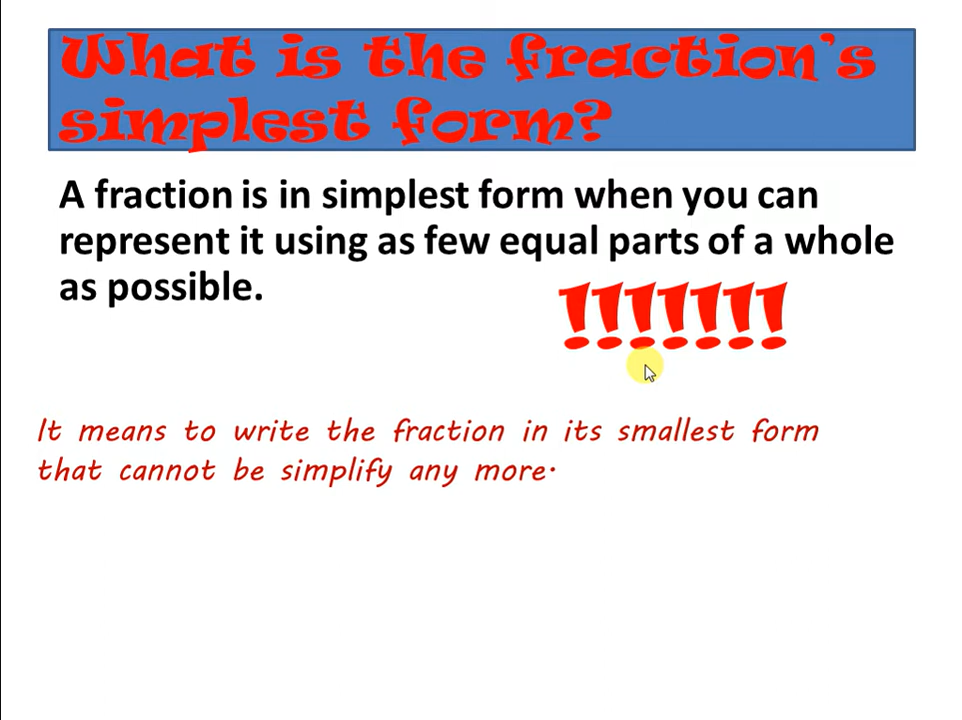 What is the fraction's
simplest form?
A fraction is in simplest form when you can
represent it using as few equal parts of a whole
as possible.
!!!!!!!
It means to write the fraction in its smallest form
that cannot be simplify any more.